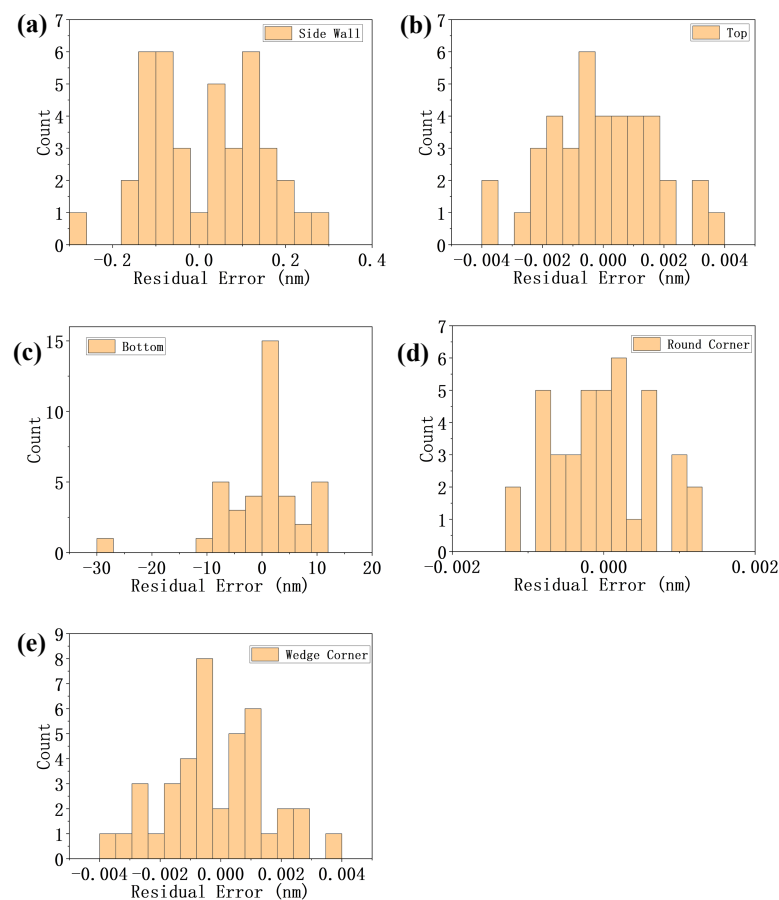 (a)
7
6
5
4
3
2
1
0
Count
Side Wall
-0.2 0.0 0.2 0.4
Residual Error (nm)
(b)
7
6
5
4
3
2
1
0
Count
Top
-0.004 -0.002 0.000 0.002 0.004
Residual Error (nm)
(c)
15
10
5
0
Count
Bottom
-30 -20 -10 0 10 20
Residual Error (nm)
(d)
7
6
5
4
3
2
1
0
Count
Round Corner
-0.002 0.000 0.002
Residual Error (nm)
(e)
9
8
7
6
5
4
3
2
1
0
Count
Wedge Corner
-0.004 -0.002 0.000 0.002 0.004
Residual Error (nm)